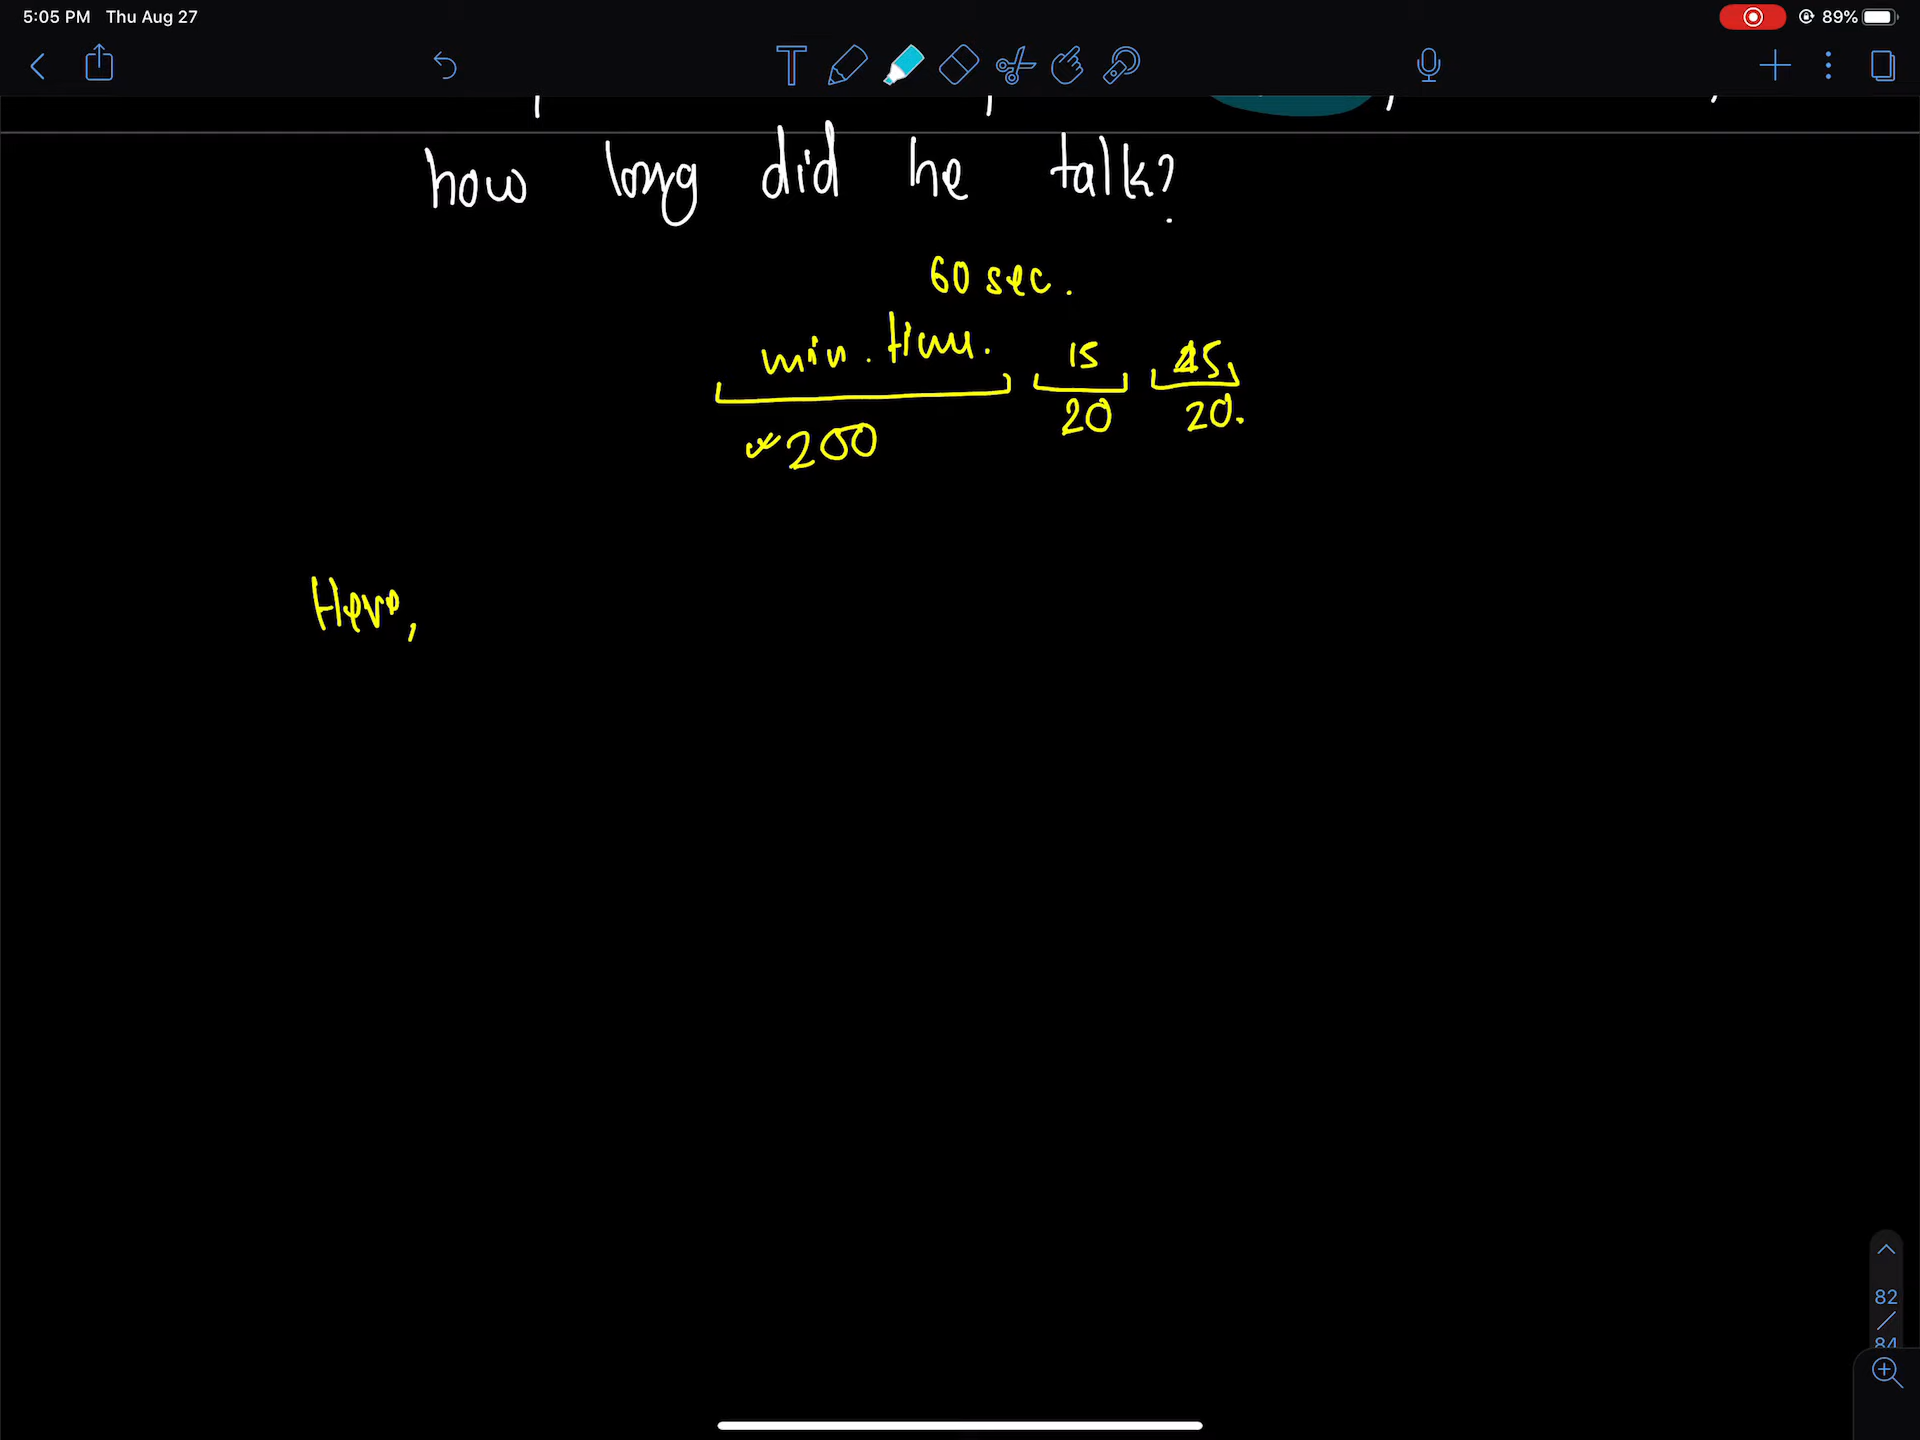 5:05 PM Thu Aug 27 89%
how long did he talk?
60 sec.
min. time. 15
200 20 20.
Here,
82
84